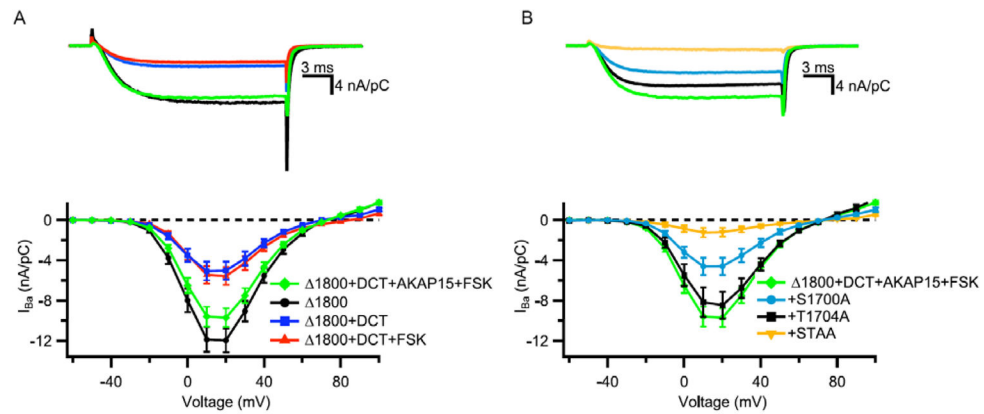 A
B
3 ms
4 nA/pC
3 ms
4 nA/pC
0
-4
-8
-12
I_Ba (nA/pC)
-40
0
40
80
Voltage (mV)
Δ1800+DCT+AKAP15+FSK
Δ1800
Δ1800+DCT
Δ1800+DCT+FSK
0
-4
-8
-12
I_Ba (nA/pC)
-40
0
40
80
Voltage (mV)
Δ1800+DCT+AKAP15+FSK
+S1700A
+T1704A
+STAA